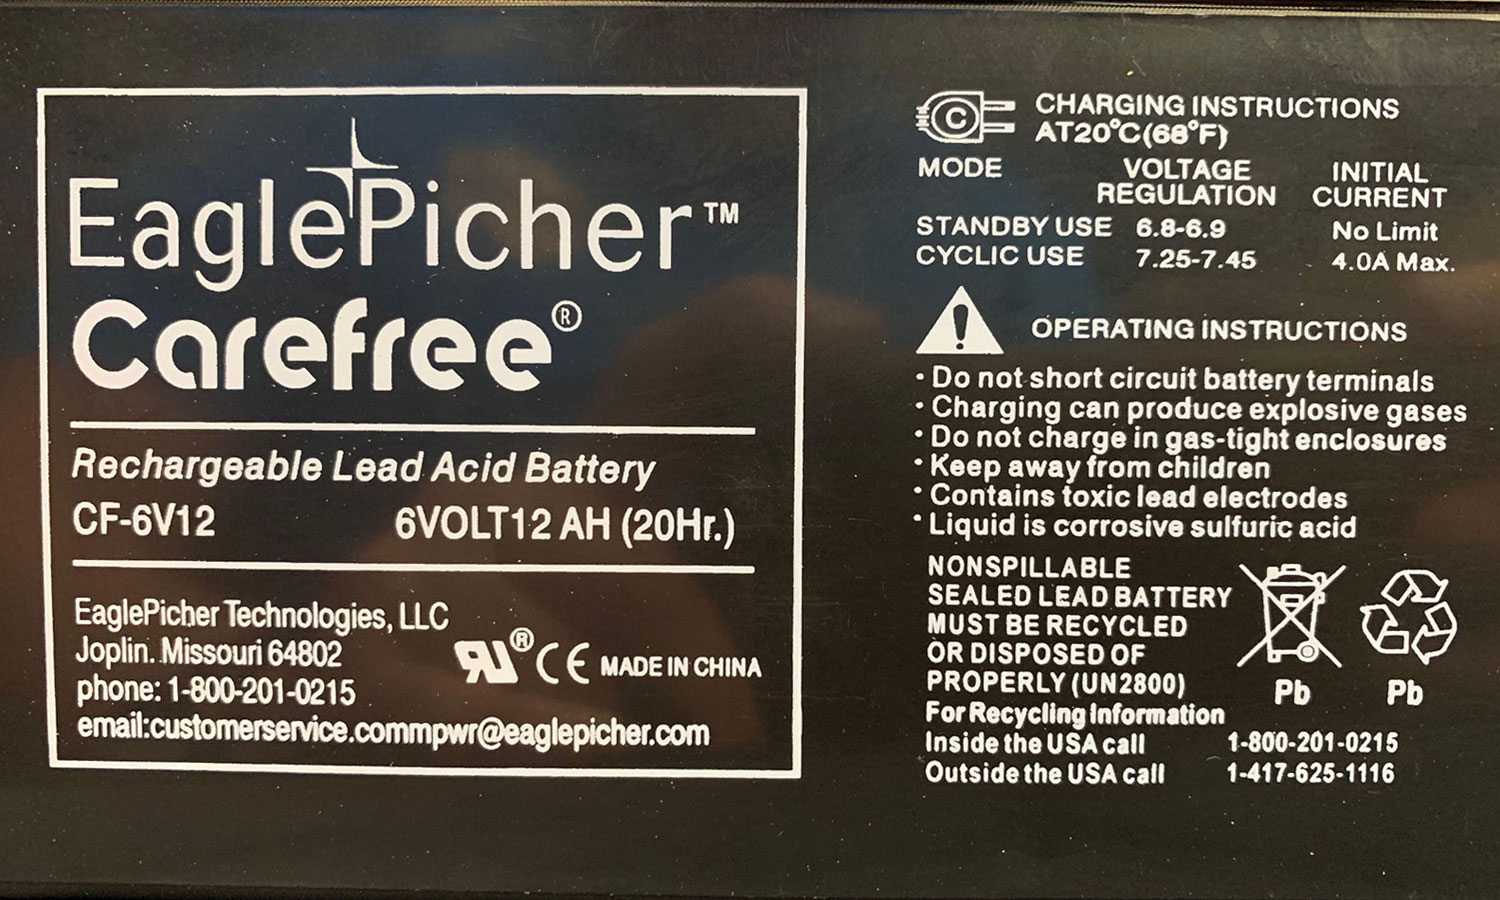 EaglePicher™
Carefree®
Rechargeable Lead Acid Battery
CF-6V12 6VOLT12 AH (20Hr.)
EaglePicher Technologies, LLC
Joplin. Missouri 64802
phone: 1-800-201-0215
email:customerservice.commpwr@eaglepicher.com
RU® CE MADE IN CHINA
C CHARGING INSTRUCTIONS
AT20°C(68°F)
MODE VOLTAGE REGULATION INITIAL CURRENT
STANDBY USE 6.8-6.9 No Limit
CYCLIC USE 7.25-7.45 4.0A Max.
! OPERATING INSTRUCTIONS
• Do not short circuit battery terminals
• Charging can produce explosive gases
• Do not charge in gas-tight enclosures
• Keep away from children
• Contains toxic lead electrodes
• Liquid is corrosive sulfuric acid
NONSPILLABLE
SEALED LEAD BATTERY
MUST BE RECYCLED
OR DISPOSED OF
PROPERLY (UN2800)
Pb Pb
For Recycling Information
Inside the USA call 1-800-201-0215
Outside the USA call 1-417-625-1116